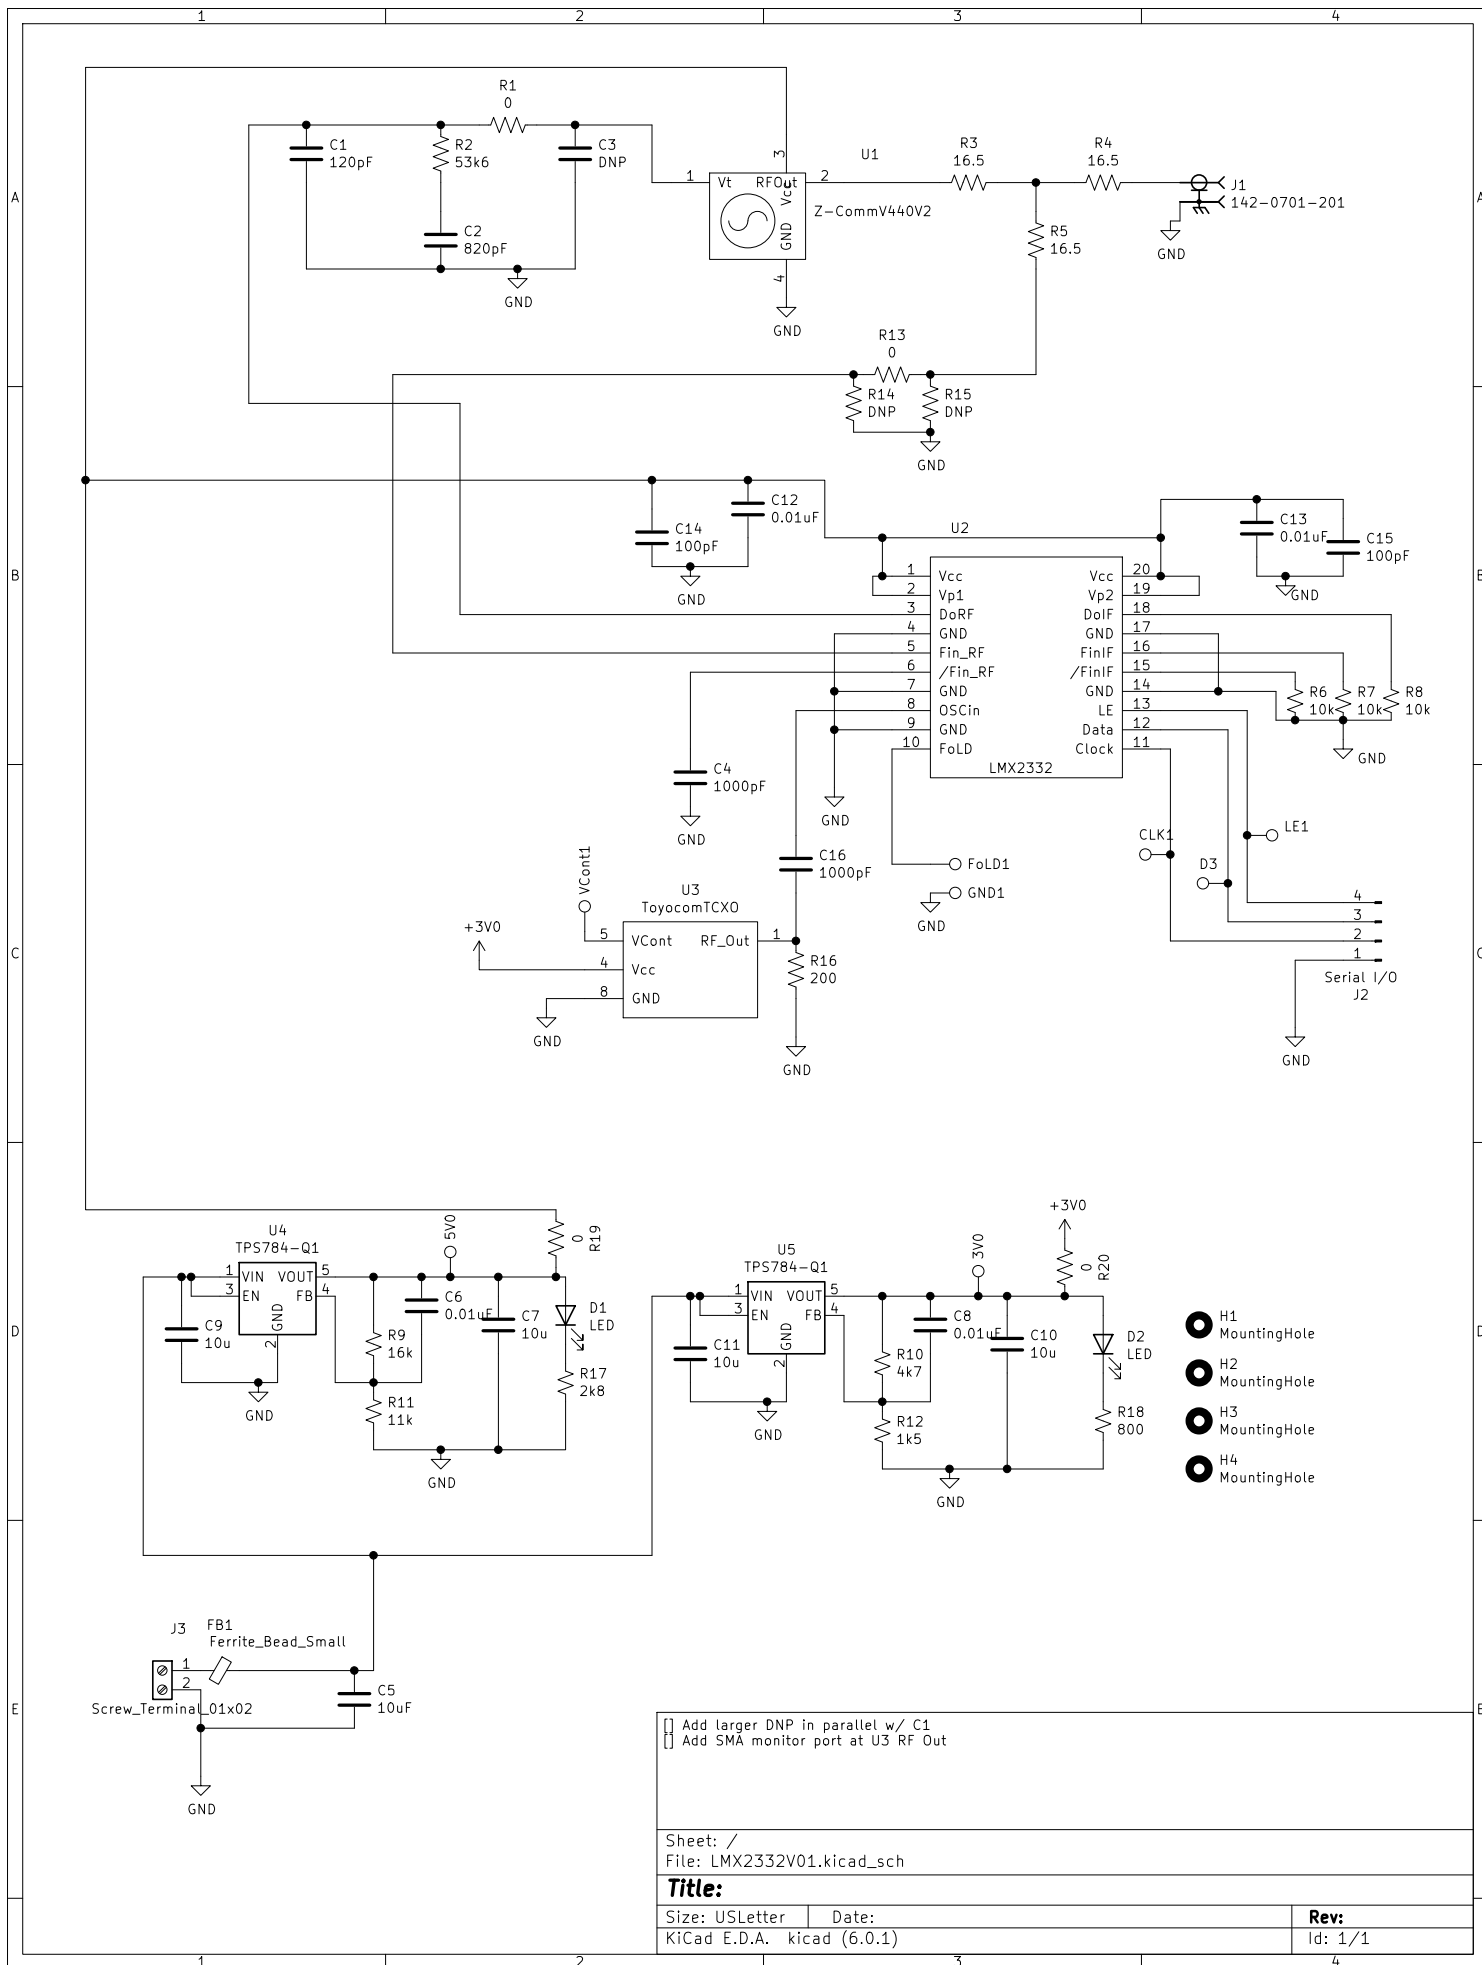 1 2 3 4
R1
0
C1
120pF
R2
53k6
C3
DNP
C2
820pF
GND
U1
3
1 Vt RFOut 2
Vcc
GND
4
Z-CommV440V2
GND
R3
16.5
R4
16.5
J1
142-0701-201
GND
R5
16.5
A A
R13
0
R14
DNP
R15
DNP
GND
C12
0.01uF
C14
100pF
GND
U2
C13
0.01uF
C15
100pF
GND
B B
1 Vcc Vcc 20
2 Vp1 Vp2 19
3 DoRF DoIF 18
4 GND GND 17
5 Fin_RF FinIF 16
6 /Fin_RF /FinIF 15
7 GND GND 14
8 OSCin LE 13
9 GND Data 12
10 FoLD Clock 11
LMX2332
R6
10k
R7
10k
R8
10k
GND
C4
1000pF
GND
GND
C16
1000pF
FoLD1
GND1
GND
CLK1
D3
LE1
VCont1
U3
ToyocomTCXO
+3V0
5 VCont RF_Out 1
4 Vcc
8 GND
GND
R16
200
GND
4
3
2
1
Serial I/O
J2
GND
C C
U4
TPS784-Q1
1 VIN VOUT 5
3 EN FB 4
GND
2
C9
10u
GND
5V0
R9
16k
R11
11k
C6
0.01uF
C7
10u
0
R19
D1
LED
R17
2k8
GND
U5
TPS784-Q1
1 VIN VOUT 5
3 EN FB 4
GND
2
C11
10u
GND
3V0
+3V0
0
R20
R10
4k7
R12
1k5
C8
0.01uF
C10
10u
D2
LED
R18
800
GND
H1
MountingHole
H2
MountingHole
H3
MountingHole
H4
MountingHole
D D
J3
FB1
Ferrite_Bead_Small
1
2
Screw_Terminal_01x02
C5
10uF
GND
E E
[] Add larger DNP in parallel w/ C1
[] Add SMA monitor port at U3 RF Out
Sheet: /
File: LMX2332V01.kicad_sch
Title:
Size: USLetter Date: Rev:
KiCad E.D.A. kicad (6.0.1) Id: 1/1
1 2 3 4